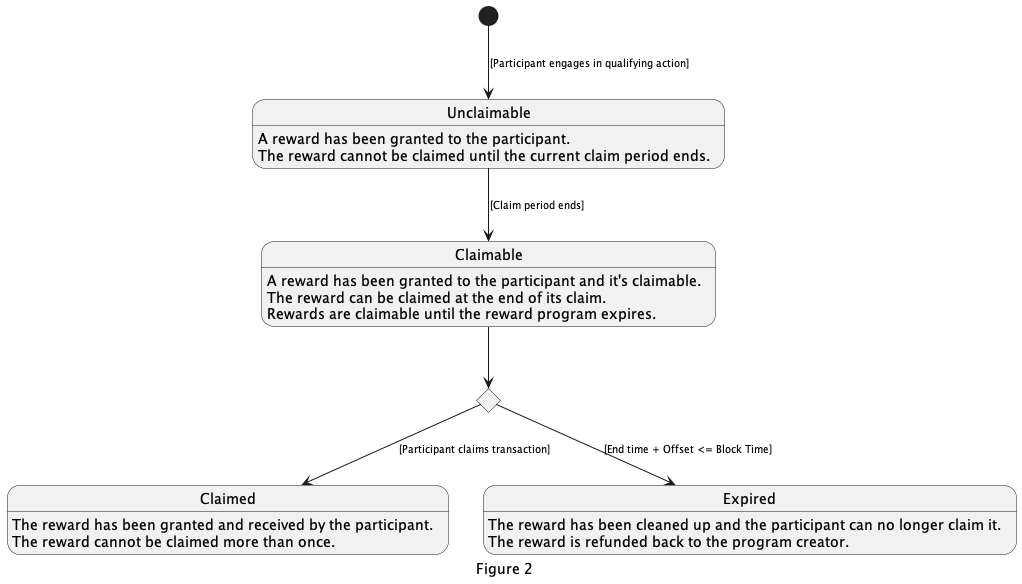 [Participant engages in qualifying action]
Unclaimable
A reward has been granted to the participant.
The reward cannot be claimed until the current claim period ends.
[Claim period ends]
Claimable
A reward has been granted to the participant and it's claimable.
The reward can be claimed at the end of its claim.
Rewards are claimable until the reward program expires.
[Participant claims transaction]
[End time + Offset <= Block Time]
Claimed
The reward has been granted and received by the participant.
The reward cannot be claimed more than once.
Expired
The reward has been cleaned up and the participant can no longer claim it.
The reward is refunded back to the program creator.
Figure 2